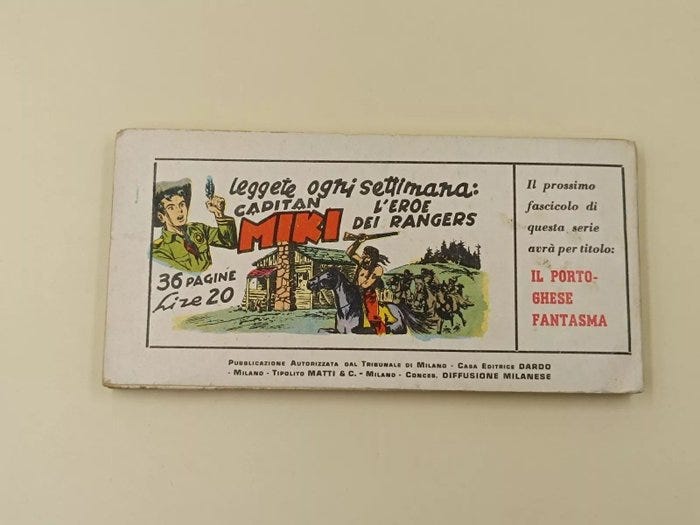 Leggete ogni settimana:
CAPITAN
MIKI
L'EROE
DEI RANGERS
36 PAGINE
Lire 20
Il prossimo
fascicolo di
questa serie
avrà per titolo:
IL PORTO-
GHESE
FANTASMA
Pubblicazione Autorizzata dal Tribunale di Milano - Casa Editrice DARDO
- Milano - Tipolito MATTI & C. - Milano - Conces. DIFFUSIONE MILANESE